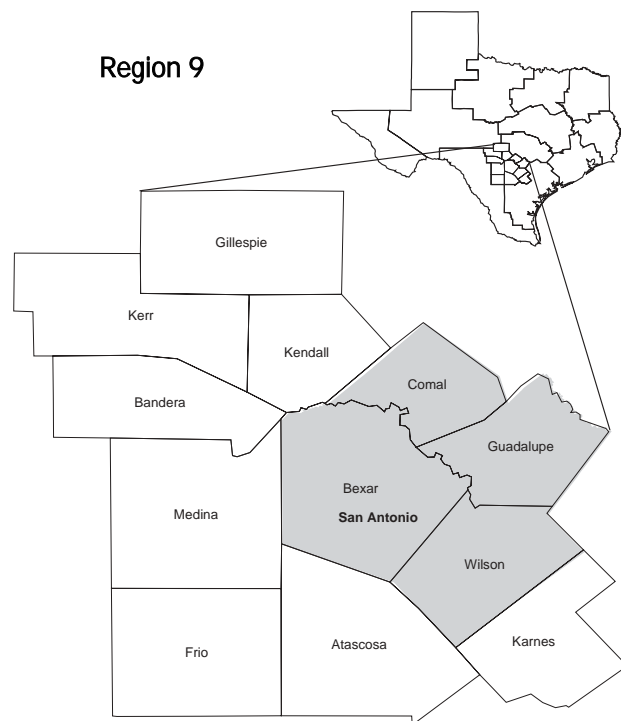 Region 9
Gillespie
Kerr
Kendall
Comal
Bandera
Guadalupe
Bexar
Medina
San Antonio
Wilson
Karnes
Atascosa
Frio